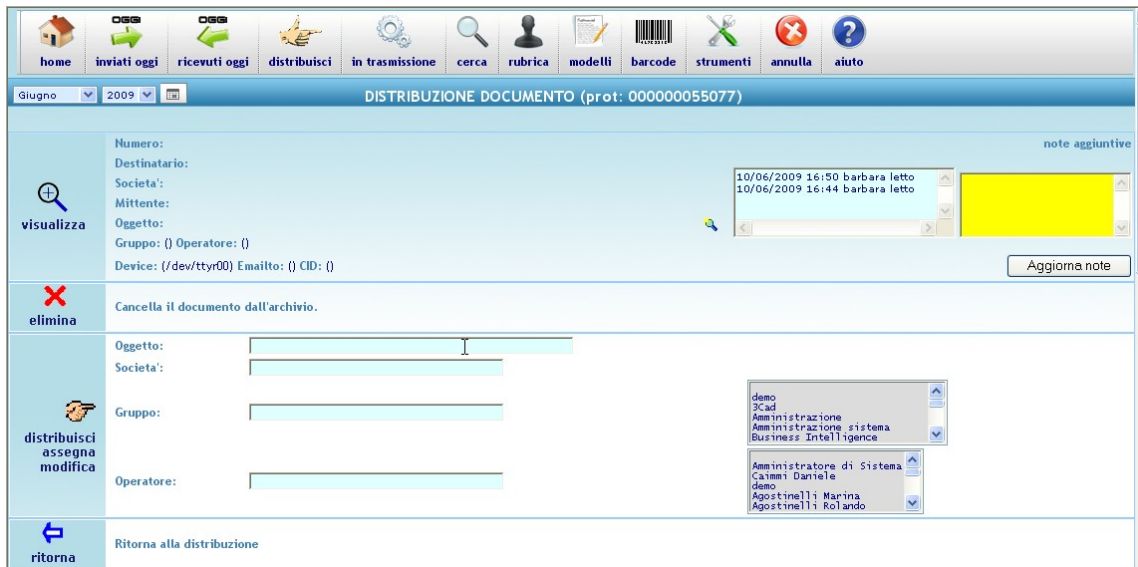 OGGI OGGI
home inviati oggi ricevuti oggi distribuisci in trasmissione cerca rubrica modelli barcode strumenti annulla aiuto
Giugno 2009 DISTRIBUZIONE DOCUMENTO (prot: 000000055077)
Numero: note aggiuntive
Destinatario:
Societa':
Mittente:
Oggetto:
Gruppo: () Operatore: ()
Device: (/dev/ttyr00) Emailto: () CID: ()
visualizza
10/06/2009 16:50 barbara letto
10/06/2009 16:44 barbara letto
Aggiorna note
elimina
Cancella il documento dall'archivio.
distribuisci
assegna
modifica
Oggetto:
Societa':
Gruppo:
demo
3Cad
Amministrazione
Amministrazione sistema
Business Intelligence
Operatore:
Amministratore di Sistema
Caimmi Daniele
demo
Agostinelli Marina
Agostinelli Rolando
ritorna
Ritorna alla distribuzione